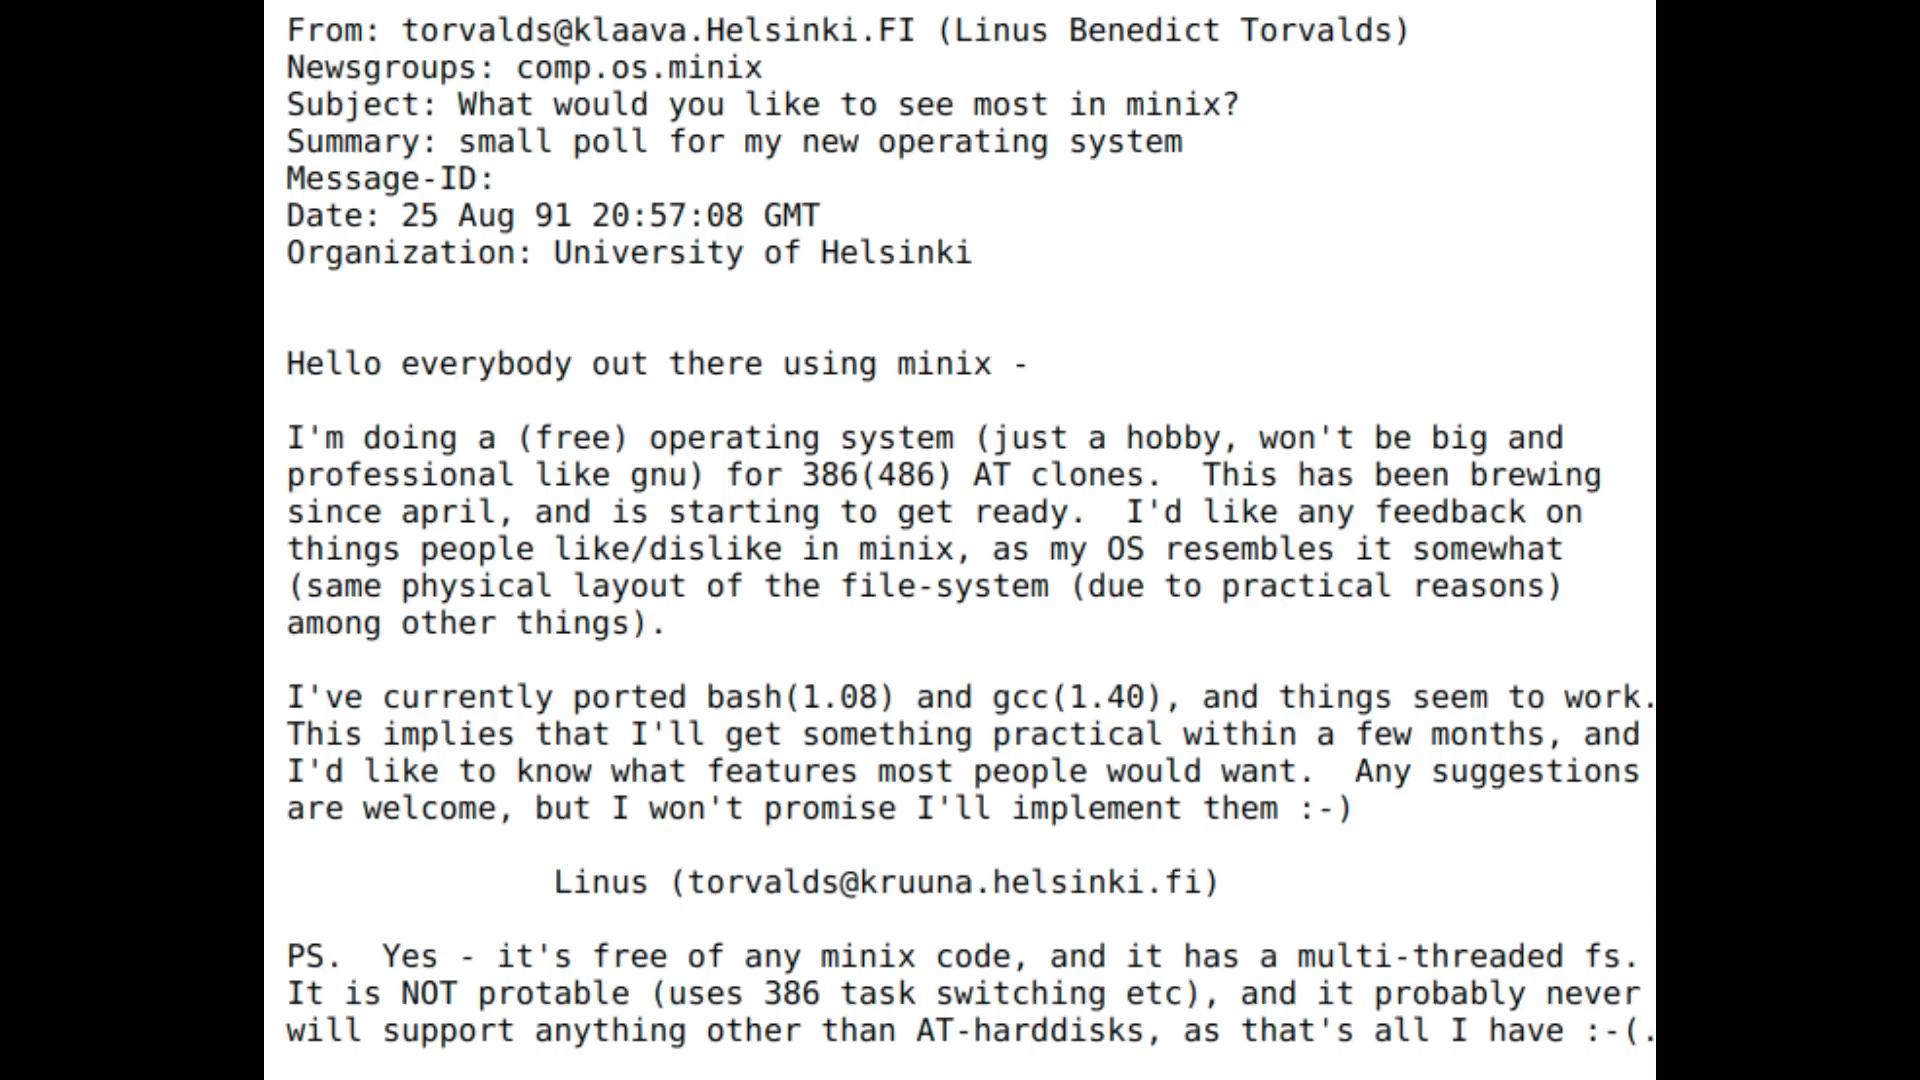 From: torvalds@klaava.Helsinki.FI (Linus Benedict Torvalds)
Newsgroups: comp.os.minix
Subject: What would you like to see most in minix?
Summary: small poll for my new operating system
Message-ID:
Date: 25 Aug 91 20:57:08 GMT
Organization: University of Helsinki
Hello everybody out there using minix -
I'm doing a (free) operating system (just a hobby, won't be big and
professional like gnu) for 386(486) AT clones.  This has been brewing
since april, and is starting to get ready.  I'd like any feedback on
things people like/dislike in minix, as my OS resembles it somewhat
(same physical layout of the file-system (due to practical reasons)
among other things).
I've currently ported bash(1.08) and gcc(1.40), and things seem to work.
This implies that I'll get something practical within a few months, and
I'd like to know what features most people would want.  Any suggestions
are welcome, but I won't promise I'll implement them :-)
Linus (torvalds@kruuna.helsinki.fi)
PS.  Yes - it's free of any minix code, and it has a multi-threaded fs.
It is NOT protable (uses 386 task switching etc), and it probably never
will support anything other than AT-harddisks, as that's all I have :-(.